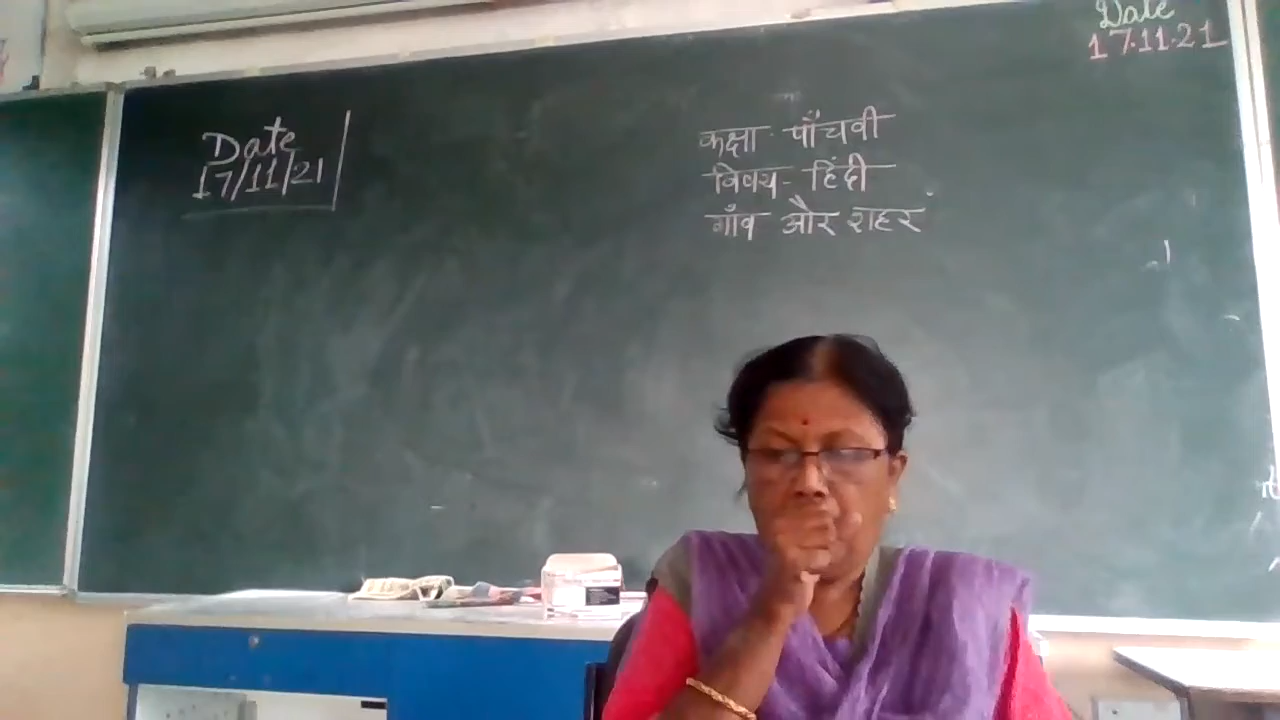 Date
17/11/21
कक्षा - पाँचवी
विषय - हिंदी
गाँव और शहर
Date
17.11.21